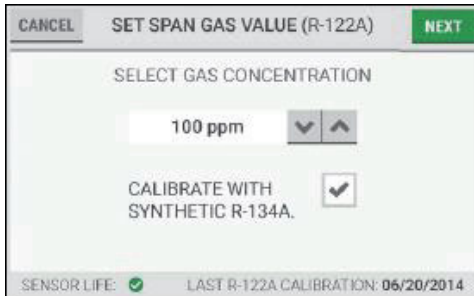 CANCEL SET SPAN GAS VALUE (R-122A) NEXT
SELECT GAS CONCENTRATION
100 ppm
CALIBRATE WITH
SYNTHETIC R-134A.
SENSOR LIFE: LAST R-122A CALIBRATION: 06/20/2014